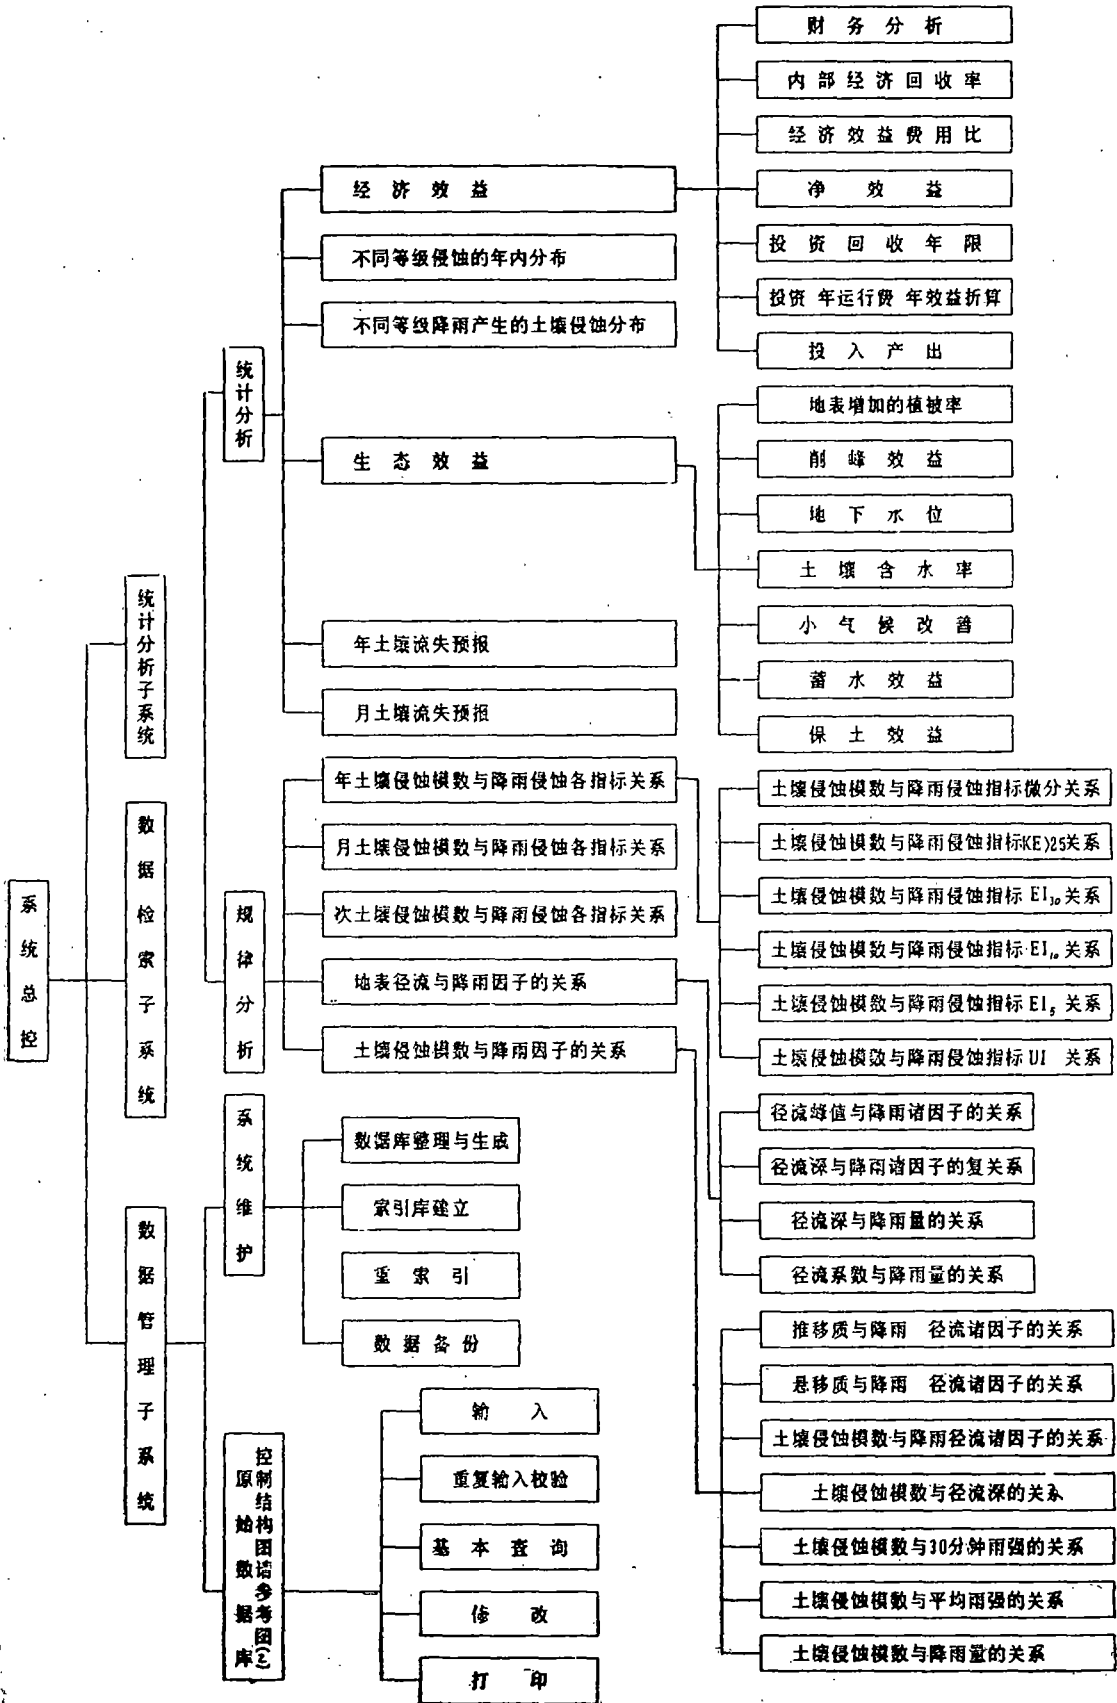 系统总控
统计分析子系统
数据检索子系统
数据管理子系统
统计分析
规律分析
系统维护
原始数据库
控制结构图请参考图(2)
经济效益
不同等级侵蚀的年内分布
不同等级降雨产生的土壤侵蚀分布
生态效益
年土壤流失预报
月土壤流失预报
年土壤侵蚀模数与降雨侵蚀各指标关系
月土壤侵蚀模数与降雨侵蚀各指标关系
次土壤侵蚀模数与降雨侵蚀各指标关系
地表径流与降雨因子的关系
土壤侵蚀模数与降雨因子的关系
数据库整理与生成
索引库建立
重索引
数据备份
输入
重复输入校验
基本查询
修改
打印
财务分析
内部经济回收率
经济效益费用比
净效益
投资回收年限
投资 年运行费 年效益折算
投入产出
地表增加的植被率
削峰效益
地下水位
土壤含水率
小气候改善
蓄水效益
保土效益
土壤侵蚀模数与降雨侵蚀指标微分关系
土壤侵蚀模数与降雨侵蚀指标KE>25关系
土壤侵蚀模数与降雨侵蚀指标 EI₃₀关系
土壤侵蚀模数与降雨侵蚀指标 EI₁₀关系
土壤侵蚀模数与降雨侵蚀指标 EI₅ 关系
土壤侵蚀模数与降雨侵蚀指标 UI 关系
径流峰值与降雨诸因子的关系
径流深与降雨诸因子的复关系
径流深与降雨量的关系
径流系数与降雨量的关系
推移质与降雨 径流诸因子的关系
悬移质与降雨 径流诸因子的关系
土壤侵蚀模数与降雨径流诸因子的关系
土壤侵蚀模数与径流深的关系
土壤侵蚀模数与30分钟雨强的关系
土壤侵蚀模数与平均雨强的关系
土壤侵蚀模数与降雨量的关系